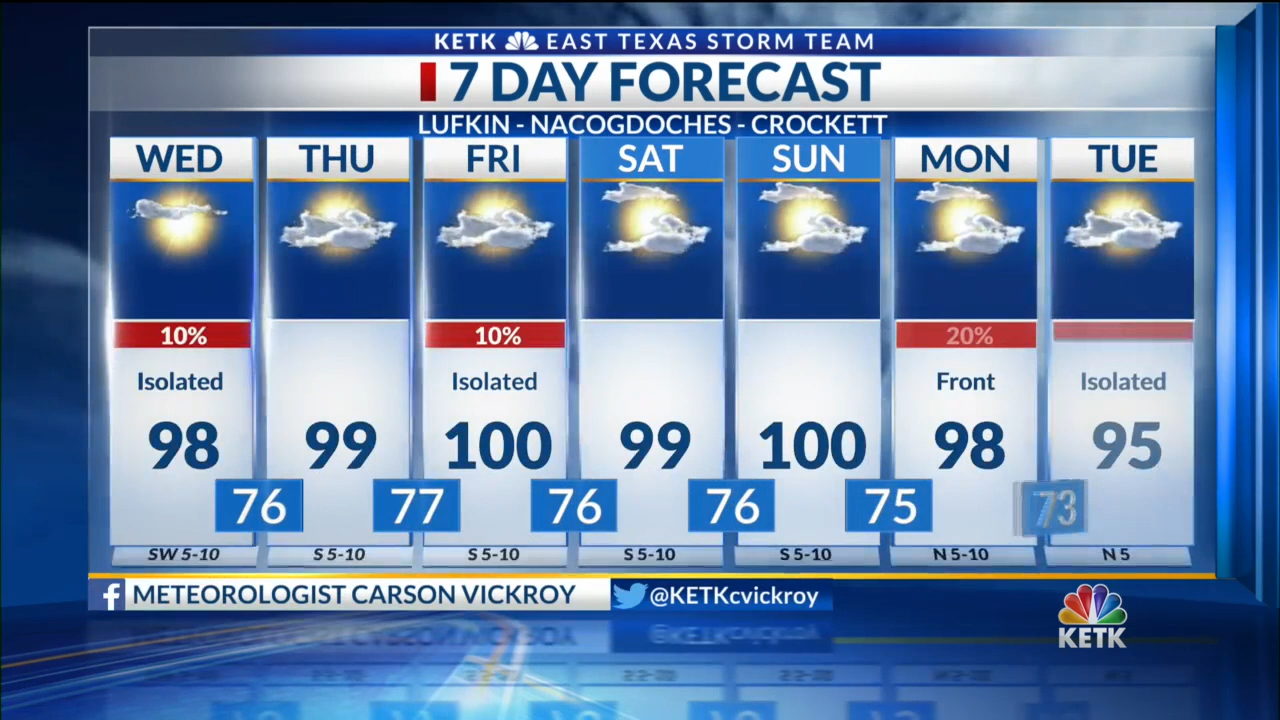 KETK EAST TEXAS STORM TEAM
7 DAY FORECAST
LUFKIN - NACOGDOCHES - CROCKETT
WED THU FRI SAT SUN MON TUE
10% 10% 20%
Isolated Isolated Front Isolated
98 99 100 99 100 98 95
76 77 76 76 75 73
SW 5-10 S 5-10 S 5-10 S 5-10 S 5-10 N 5-10 N 5
f METEOROLOGIST CARSON VICKROY @KETKcvickroy
KETK